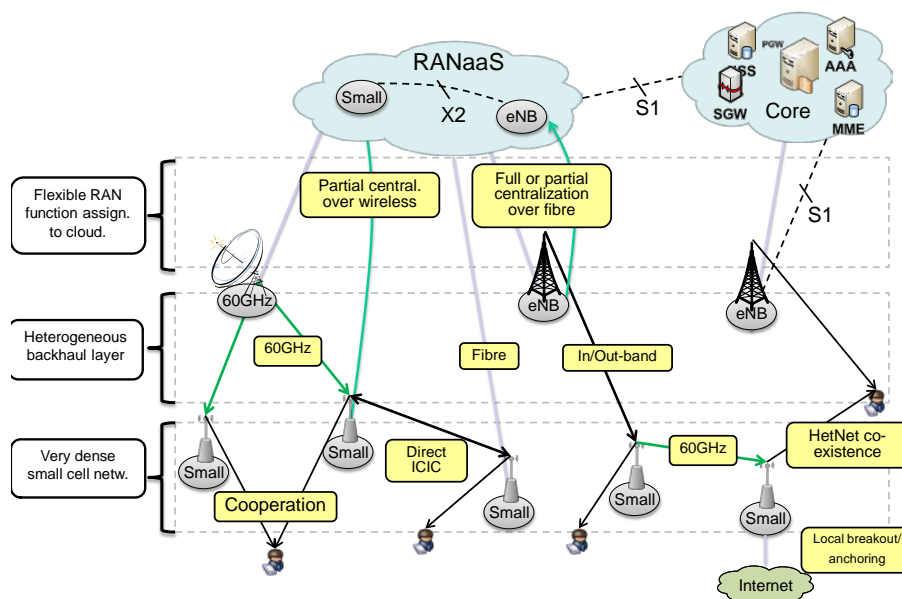 RANaaS
Small
X2
eNB
S1
PGW
AAA
SGW
Core
MME
Flexible RAN
function assign.
to cloud.
Partial central.
over wireless
Full or partial
centralization
over fibre
S1
60GHz
eNB
eNB
Heterogeneous
backhaul layer
60GHz
Fibre
In/Out-band
Very dense
small cell netw.
Small
Small
Direct
ICIC
60GHz
HetNet co-
existence
Cooperation
Small
Small
Small
Local breakout/
anchoring
Internet